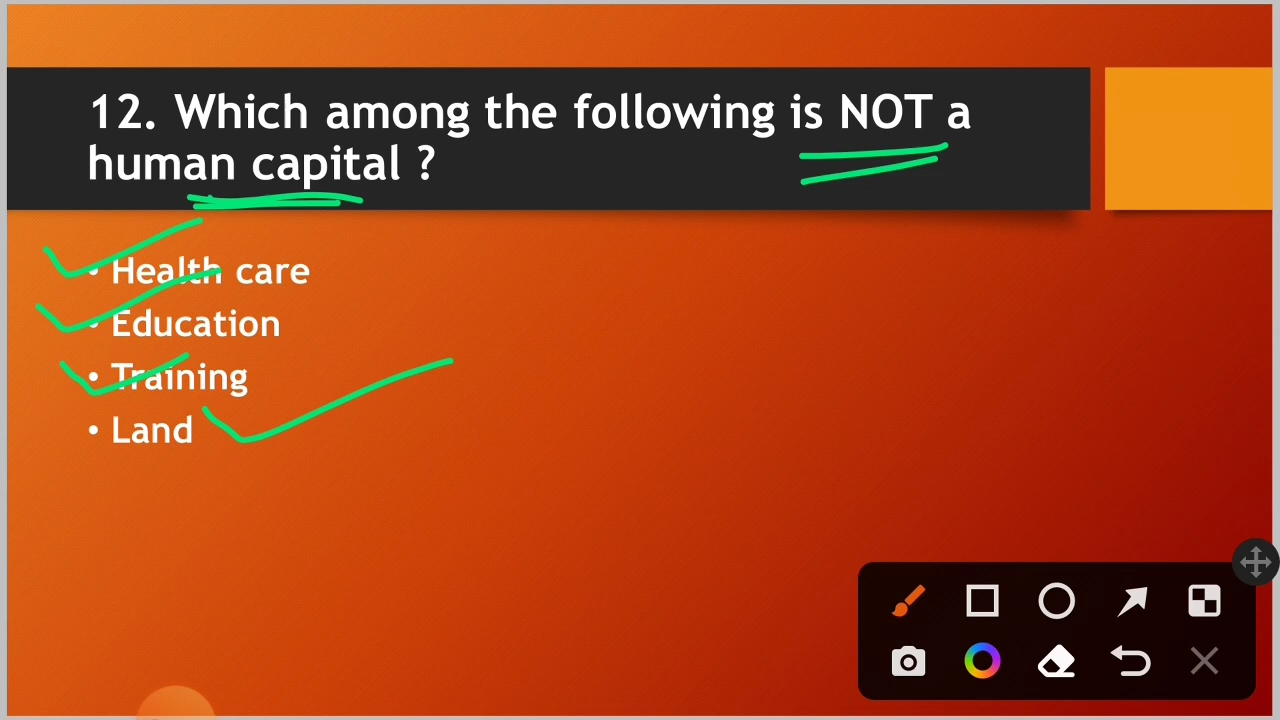 12. Which among the following is NOT a
human capital ?
• Health care
• Education
• Training
• Land